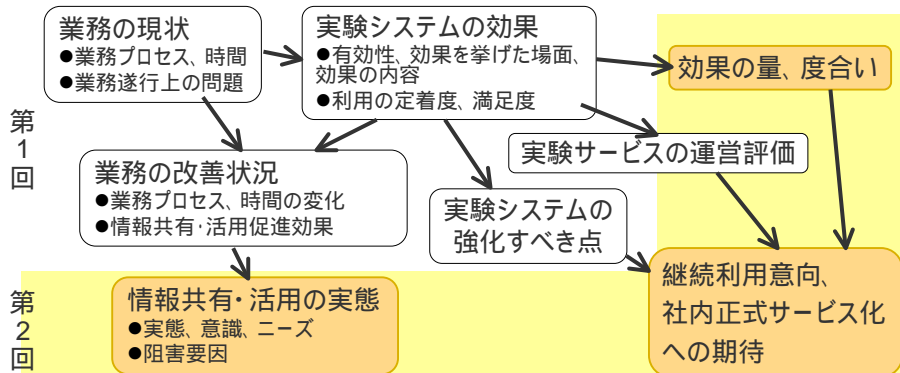 業務の現状
●業務プロセス、時間
●業務遂行上の問題
実験システムの効果
●有効性、効果を挙げた場面、
効果の内容
●利用の定着度、満足度
効果の量、度合い
第1回
業務の改善状況
●業務プロセス、時間の変化
●情報共有・活用促進効果
実験システムの
強化すべき点
実験サービスの運営評価
第2回
情報共有・活用の実態
●実態、意識、ニーズ
●阻害要因
継続利用意向、
社内正式サービス化
への期待